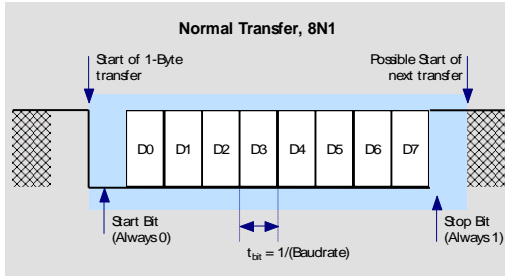 Normal Transfer, 8N1
Start of 1-Byte
transfer
Possible Start of
next transfer
D0 D1 D2 D3 D4 D5 D6 D7
Start Bit
(Always 0)
Stop Bit
(Always 1)
tbit = 1/(Baudrate)